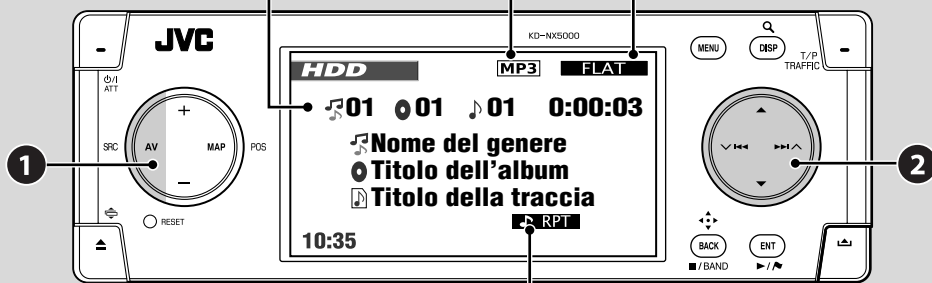 JVC
KD-NX5000
MENU
DISP
T/P
TRAFFIC
HDD
MP3
FLAT
/I
ATT
01 01 01 0:00:03
SRC
AV
+
MAP
–
POS
Nome del genere
Titolo dell'album
Titolo della traccia
1
2
RESET
RPT
10:35
BACK
ENT
/ BAND
/